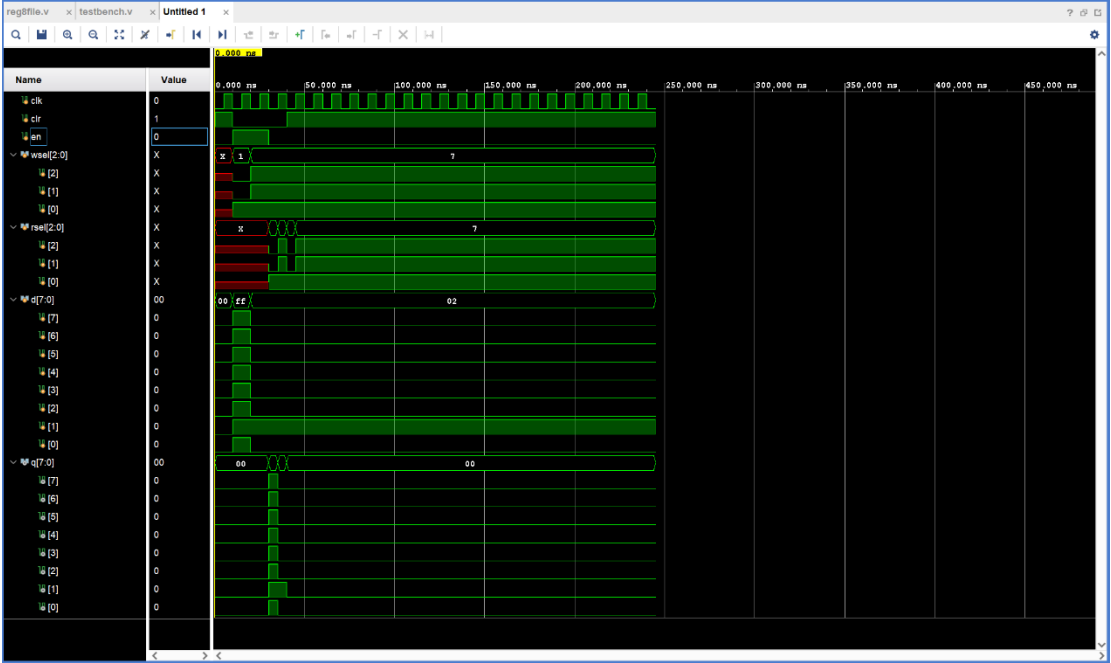 reg8file.v × testbench.v × Untitled 1 ×
?
0.000 ns
Name Value
0.000 ns 50.000 ns 100.000 ns 150.000 ns 200.000 ns 250.000 ns 300.000 ns 350.000 ns 400.000 ns 450.000 ns
clk 0
clr 1
en 0
wsel[2:0] X X 1 7
[2] X
[1] X
[0] X
rsel[2:0] X X 7
[2] X
[1] X
[0] X
d[7:0] 00 00 ff 02
[7] 0
[6] 0
[5] 0
[4] 0
[3] 0
[2] 0
[1] 0
[0] 0
q[7:0] 00 00 00
[7] 0
[6] 0
[5] 0
[4] 0
[3] 0
[2] 0
[1] 0
[0] 0